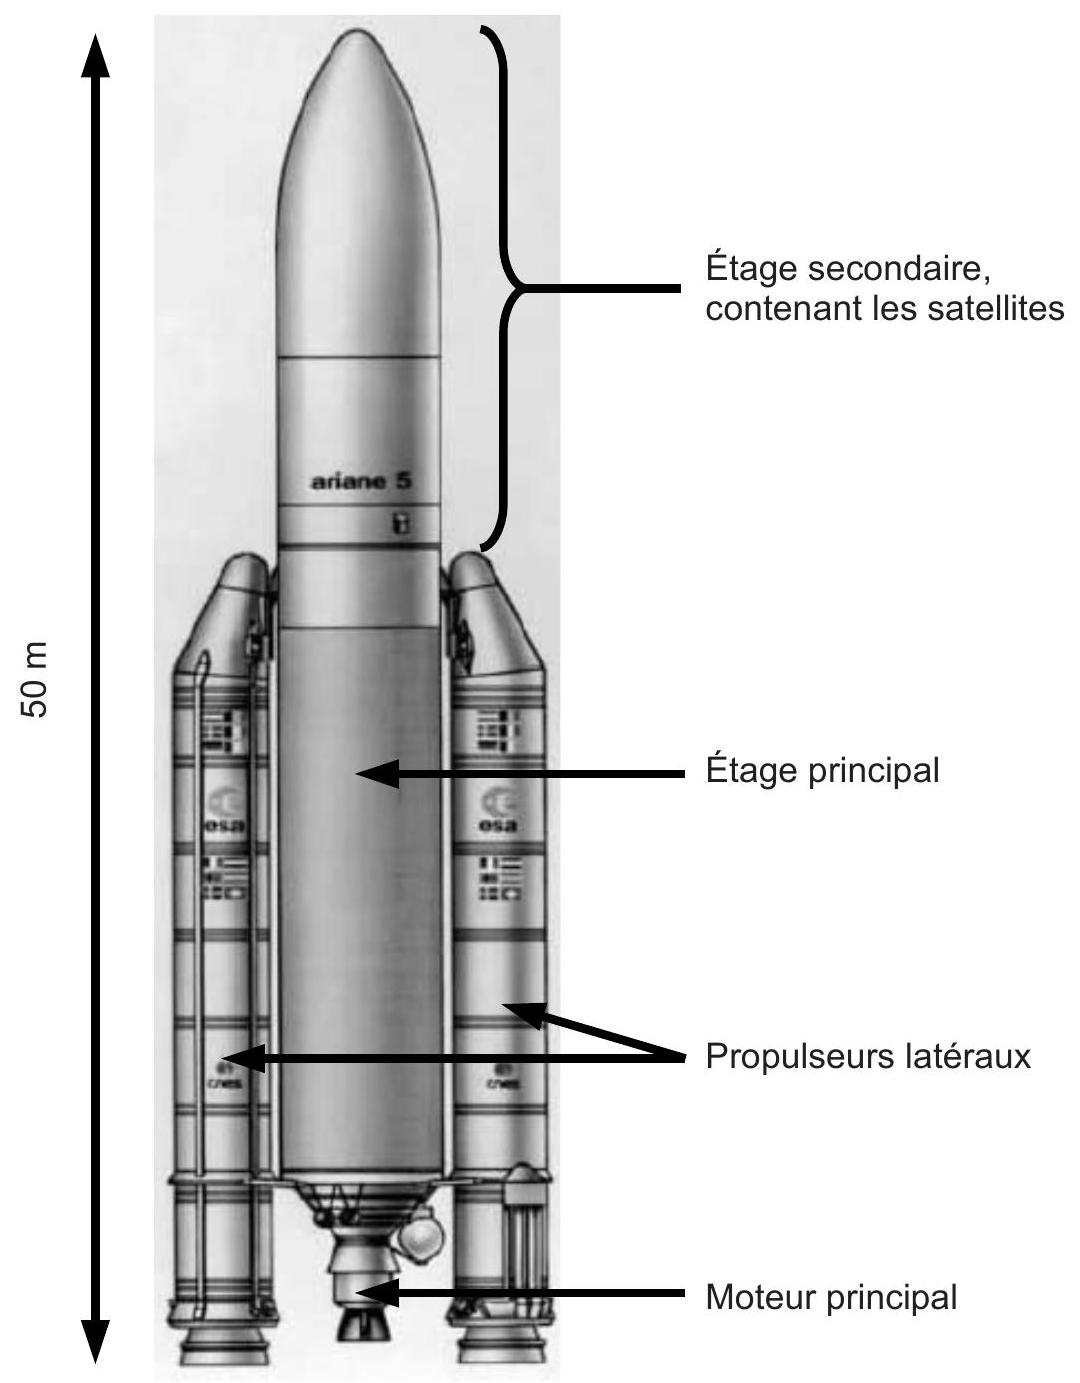 Étage secondaire,
contenant les satellites
ariane 5
50 m
Étage principal
esa
esa
Propulseurs latéraux
cnes
cnes
Moteur principal